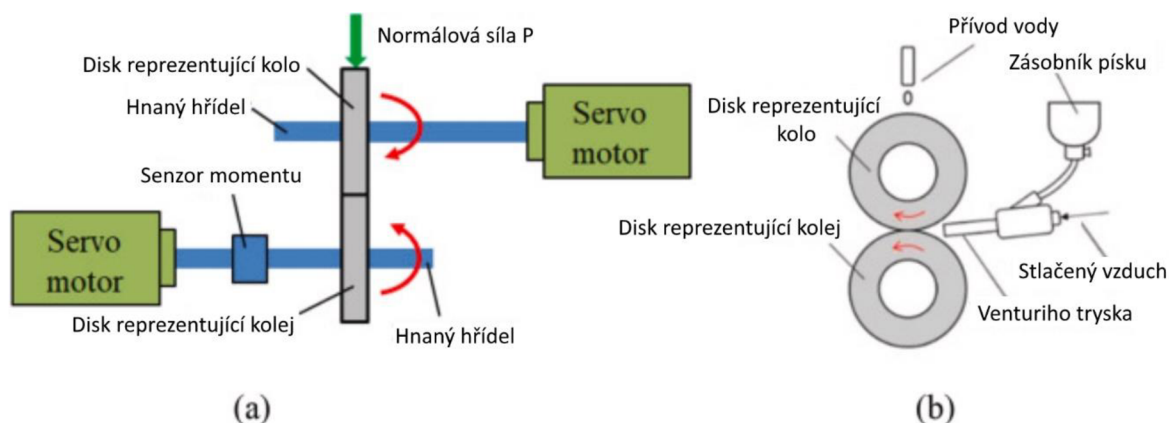 Normálová síla P
Disk reprezentující kolo
Hnaný hřídel
Servo
motor
Senzor momentu
Servo
motor
Disk reprezentující kolej
Hnaný hřídel
(a)
Přívod vody
Zásobník písku
Disk reprezentující
kolo
Disk reprezentující kolej
Stlačený vzduch
Venturiho tryska
(b)